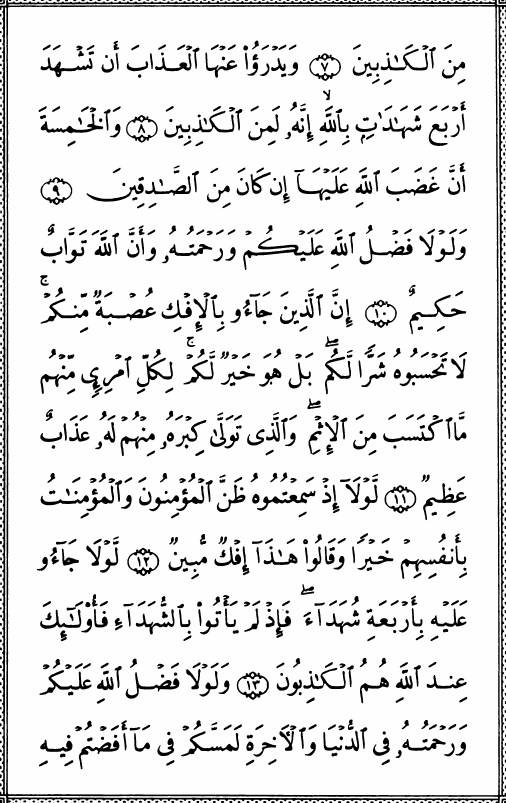 مِنَ ٱلْكَـٰذِبِينَ ﴿٧﴾ وَيَدْرَؤُا۟ عَنْهَا ٱلْعَذَابَ أَن تَشْهَدَ
أَرْبَعَ شَهَـٰدَٰتٍۭ بِٱللَّهِ ۙ إِنَّهُۥ لَمِنَ ٱلْكَـٰذِبِينَ ﴿٨﴾ وَٱلْخَـٰمِسَةَ
أَنَّ غَضَبَ ٱللَّهِ عَلَيْهَآ إِن كَانَ مِنَ ٱلصَّـٰدِقِينَ ﴿٩﴾
وَلَوْلَا فَضْلُ ٱللَّهِ عَلَيْكُمْ وَرَحْمَتُهُۥ وَأَنَّ ٱللَّهَ تَوَّابٌ
حَكِيمٌ ﴿١٠﴾ إِنَّ ٱلَّذِينَ جَآءُو بِٱلْإِفْكِ عُصْبَةٌ مِّنكُمْ ۚ
لَا تَحْسَبُوهُ شَرًّا لَّكُم ۖ بَلْ هُوَ خَيْرٌ لَّكُمْ ۚ لِكُلِّ ٱمْرِئٍ مِّنْهُم
مَّا ٱكْتَسَبَ مِنَ ٱلْإِثْمِ ۖ وَٱلَّذِى تَوَلَّىٰ كِبْرَهُۥ مِنْهُمْ لَهُۥ عَذَابٌ
عَظِيمٌ ﴿١١﴾ لَّوْلَآ إِذْ سَمِعْتُمُوهُ ظَنَّ ٱلْمُؤْمِنُونَ وَٱلْمُؤْمِنَـٰتُ
بِأَنفُسِهِمْ خَيْرًا وَقَالُوا۟ هَـٰذَآ إِفْكٌ مُّبِينٌ ﴿١٢﴾ لَّوْلَا جَآءُو
عَلَيْهِ بِأَرْبَعَةِ شُهَدَآءَ ۚ فَإِذْ لَمْ يَأْتُوا۟ بِٱلشُّهَدَآءِ فَأُو۟لَـٰٓئِكَ
عِندَ ٱللَّهِ هُمُ ٱلْكَـٰذِبُونَ ﴿١٣﴾ وَلَوْلَا فَضْلُ ٱللَّهِ عَلَيْكُمْ
وَرَحْمَتُهُۥ فِى ٱلدُّنْيَا وَٱلْـَٔاخِرَةِ لَمَسَّكُمْ فِى مَآ أَفَضْتُمْ فِيهِ